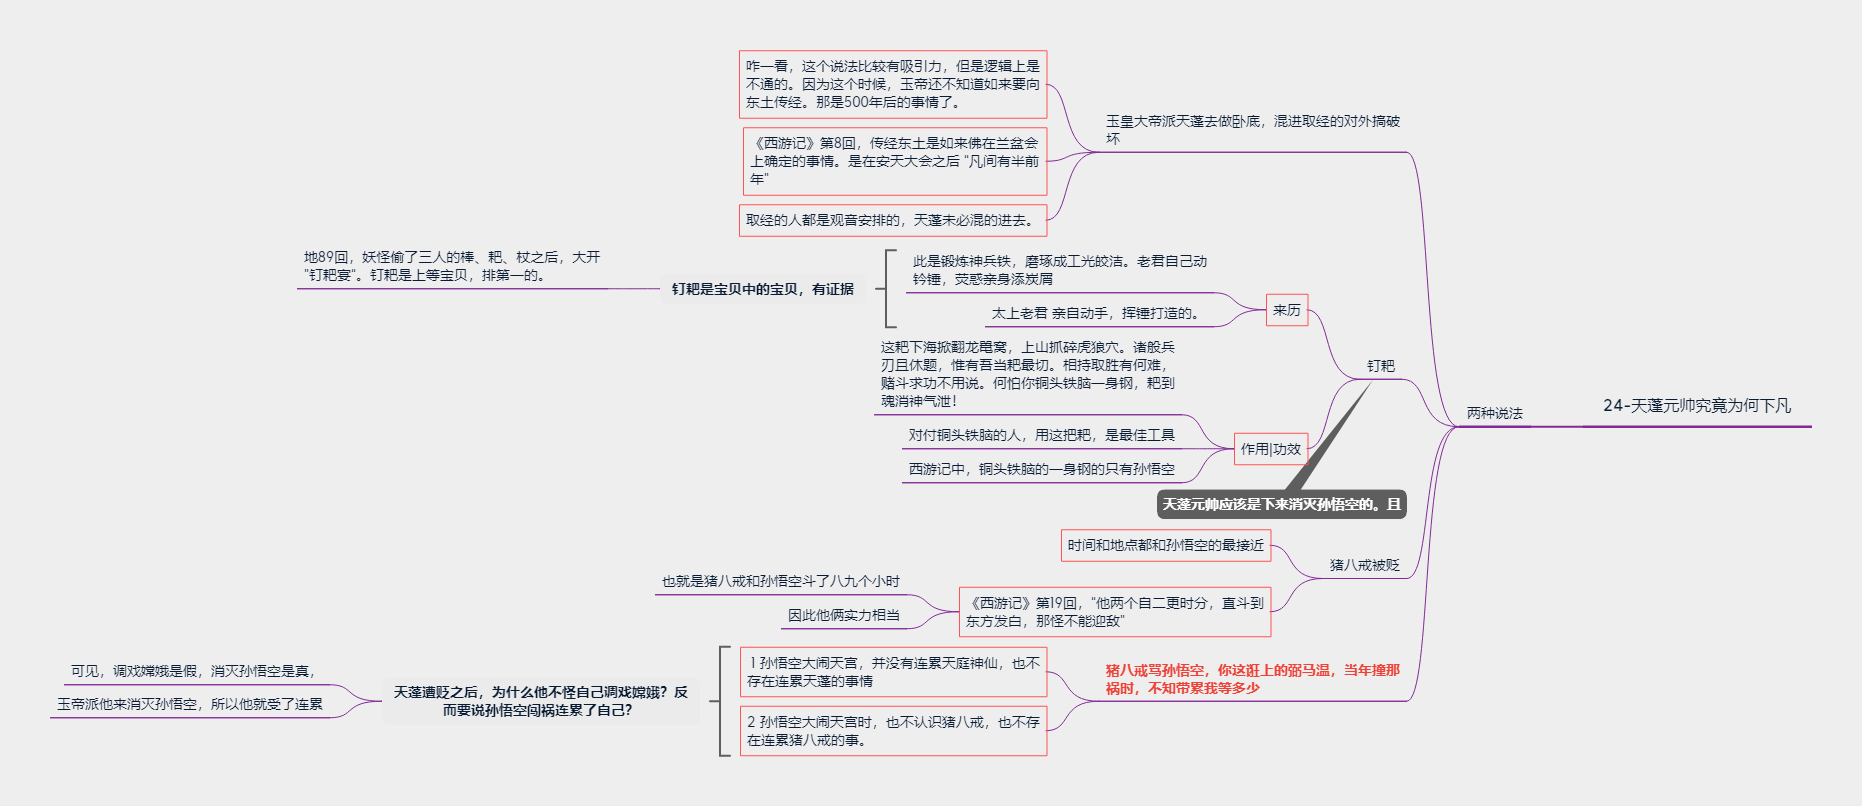 24-天蓬元帅究竟为何下凡
两种说法
玉皇大帝派天蓬去做卧底，混进取经的对外搞破
坏
咋一看，这个说法比较有吸引力，但是逻辑上是
不通的。因为这个时候，玉帝还不知道如来要向
东土传经。那是500年后的事情了。
《西游记》第8回，传经东土是如来佛在兰盆会
上确定的事情。是在安天大会之后 "凡间有半前
年"
取经的人都是观音安排的，天蓬未必混的进去。
钉耙
来历
此是锻炼神兵铁，磨琢成工光皎洁。老君自己动
钤锤，荧惑亲身添炭屑
太上老君 亲自动手，挥锤打造的。
钉耙是宝贝中的宝贝，有证据
地89回，妖怪偷了三人的棒、耙、杖之后，大开
"钉耙宴"。钉耙是上等宝贝，排第一的。
作用|功效
这耙下海掀翻龙鼍窝，上山抓碎虎狼穴。诸般兵
刃且休题，惟有吾当耙最切。相持取胜有何难，
赌斗求功不用说。何怕你铜头铁脑一身钢，耙到
魂消神气泄！
对付铜头铁脑的人，用这把耙，是最佳工具
西游记中，铜头铁脑的一身钢的只有孙悟空
天蓬元帅应该是下来消灭孙悟空的。且
猪八戒被贬
时间和地点都和孙悟空的最接近
《西游记》第19回，"他两个自二更时分，直斗到
东方发白，那怪不能迎敌"
也就是猪八戒和孙悟空斗了八九个小时
因此他俩实力相当
猪八戒骂孙悟空，你这诳上的弼马温，当年撞那
祸时，不知带累我等多少
1 孙悟空大闹天宫，并没有连累天庭神仙，也不
存在连累天蓬的事情
2 孙悟空大闹天宫时，也不认识猪八戒，也不存
在连累猪八戒的事。
天蓬遭贬之后，为什么他不怪自己调戏嫦娥？反
而要说孙悟空闯祸连累了自己？
可见，调戏嫦娥是假，消灭孙悟空是真，
玉帝派他来消灭孙悟空，所以他就受了连累